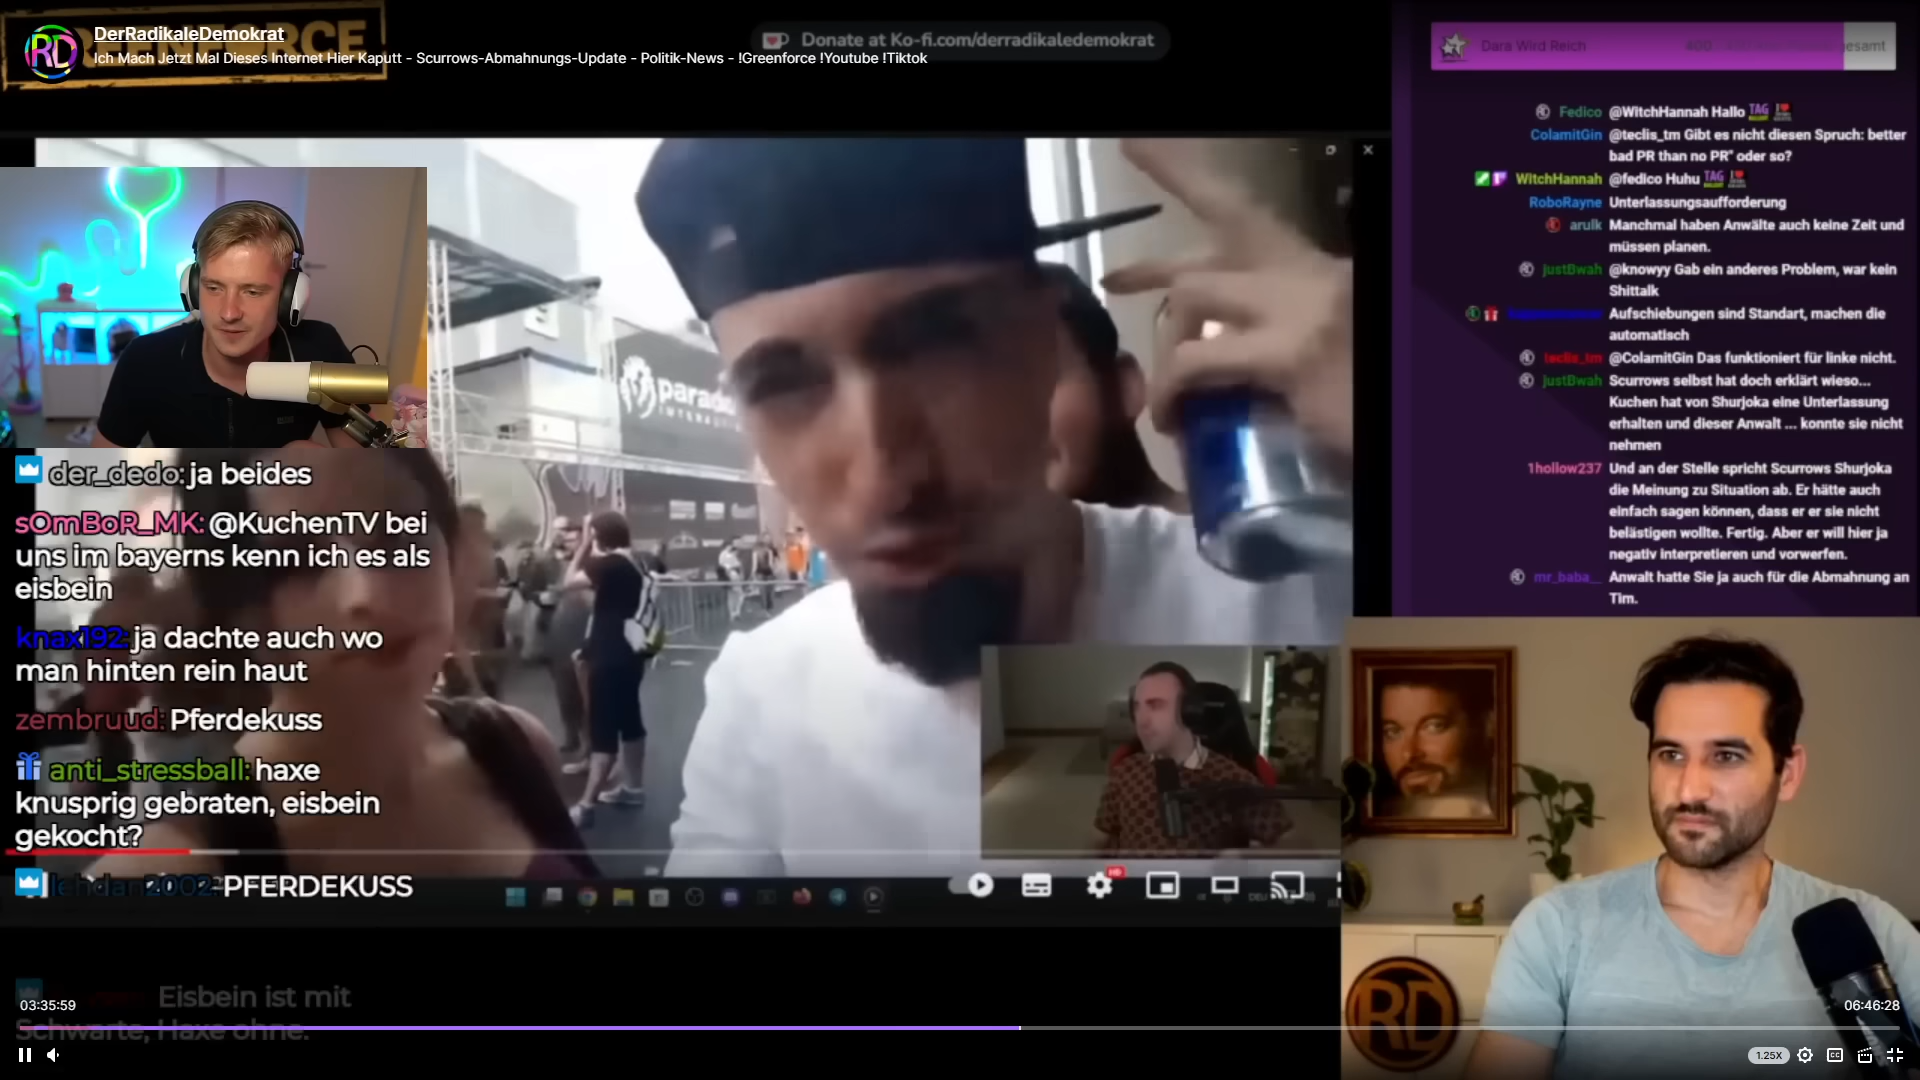 DerRadikaleDemokrat
Ich Mach Jetzt Mal Dieses Internet Hier Kaputt - Scurrows-Abmahnungs-Update - Politik-News - !Greenforce !Youtube !Tiktok
Donate at Ko-fi.com/derradikaledemokrat
Dara Wird Reich
Fedico @WitchHannah Hallo
ColamitGin @teclis_tm Gibt es nicht diesen Spruch: better
bad PR than no PR" oder so?
WitchHannah @fedico Huhu
RoboRayne Unterlassungsaufforderung
arulk Manchmal haben Anwälte auch keine Zeit und
müssen planen.
JustBwah @knowyy Gab ein anderes Problem, war kein
Shittalk
Aufschiebungen sind Standart, machen die
automatisch
teclis_tm @ColamitGin Das funktioniert für linke nicht.
JustBwah Scurrows selbst hat doch erklärt wieso...
Kuchen hat von Shurjoka eine Unterlassung
erhalten und dieser Anwalt ... konnte sie nicht
nehmen
1hollow237 Und an der Stelle spricht Scurrows Shurjoka
die Meinung zu Situation ab. Er hätte auch
einfach sagen können, dass er er sie nicht
belästigen wollte. Fertig. Aber er will hier ja
negativ interpretieren und vorwerfen.
mr_baba__ Anwalt hatte Sie ja auch für die Abmahnung an
Tim.
der_dedo: ja beides
sOmBoR_MK: @KuchenTV bei
uns im bayerns kenn ich es als
eisbein
knax192: ja dachte auch wo
man hinten rein haut
zembruud: Pferdekuss
anti_stressball: haxe
knusprig gebraten, eisbein
gekocht?
lehdan2002: PFERDEKUSS
Eisbein ist mit
Schwarte, Haxe ohne.
HD
RD
03:35:59
06:46:28
1.25X